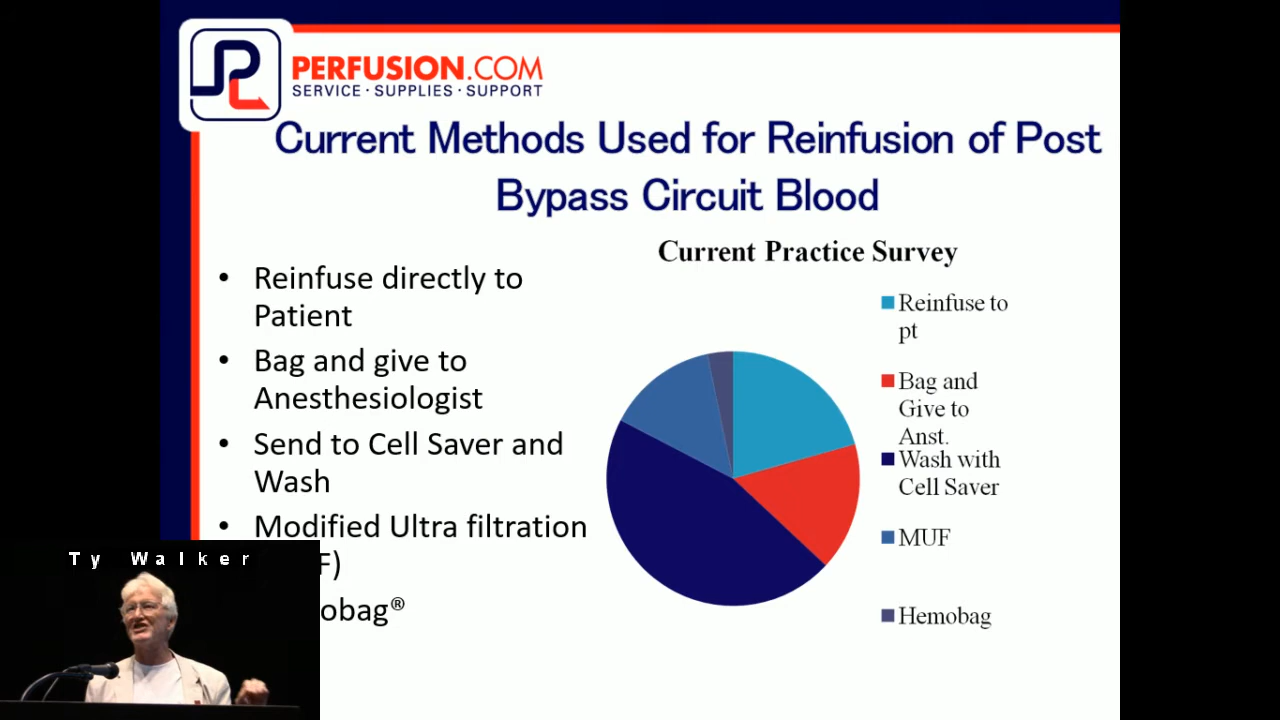 PERFUSION.COM
SERVICE · SUPPLIES · SUPPORT
Current Methods Used for Reinfusion of Post
Bypass Circuit Blood
• Reinfuse directly to
Patient
• Bag and give to
Anesthesiologist
• Send to Cell Saver and
Wash
• Modified Ultra filtration
F)
obag®
Current Practice Survey
Reinfuse to
pt
Bag and
Give to
Anst.
Wash with
Cell Saver
MUF
Hemobag
Ty Walker